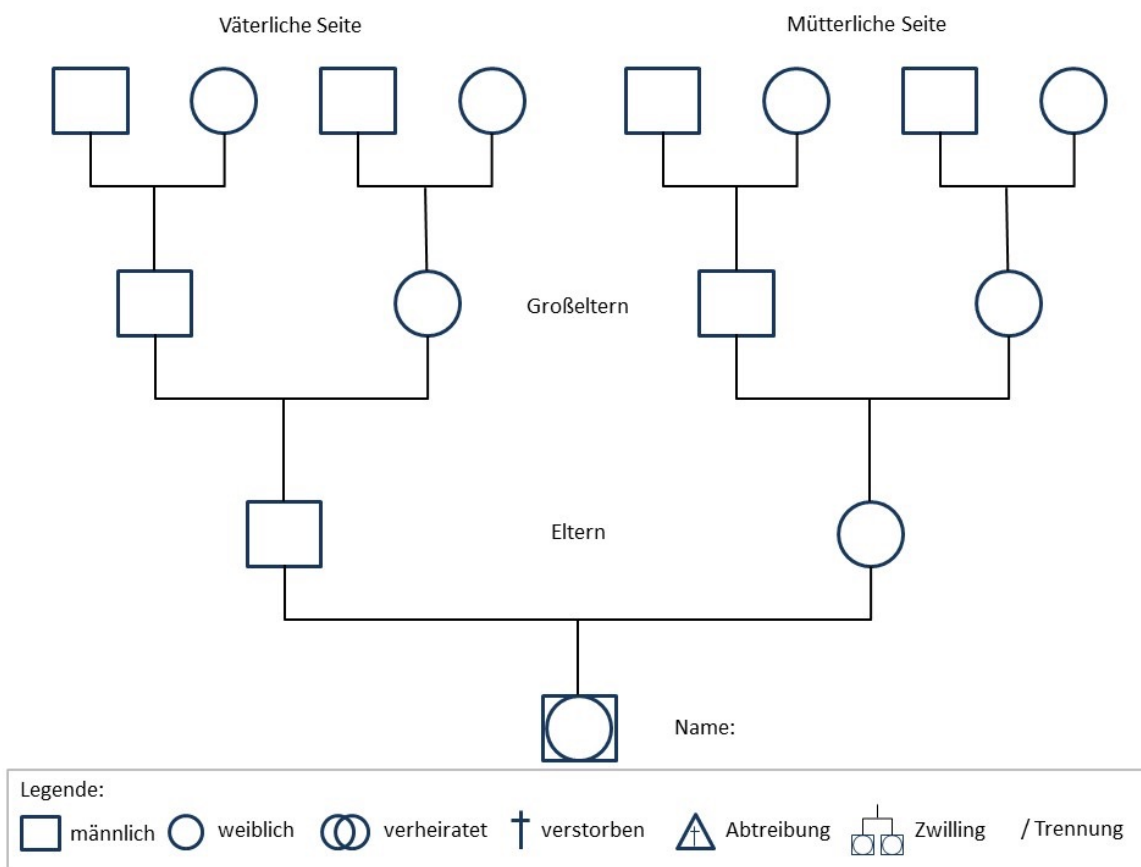 Väterliche Seite
Mütterliche Seite
Großeltern
Eltern
Name:
Legende:
männlich weiblich verheiratet verstorben Abtreibung Zwilling / Trennung